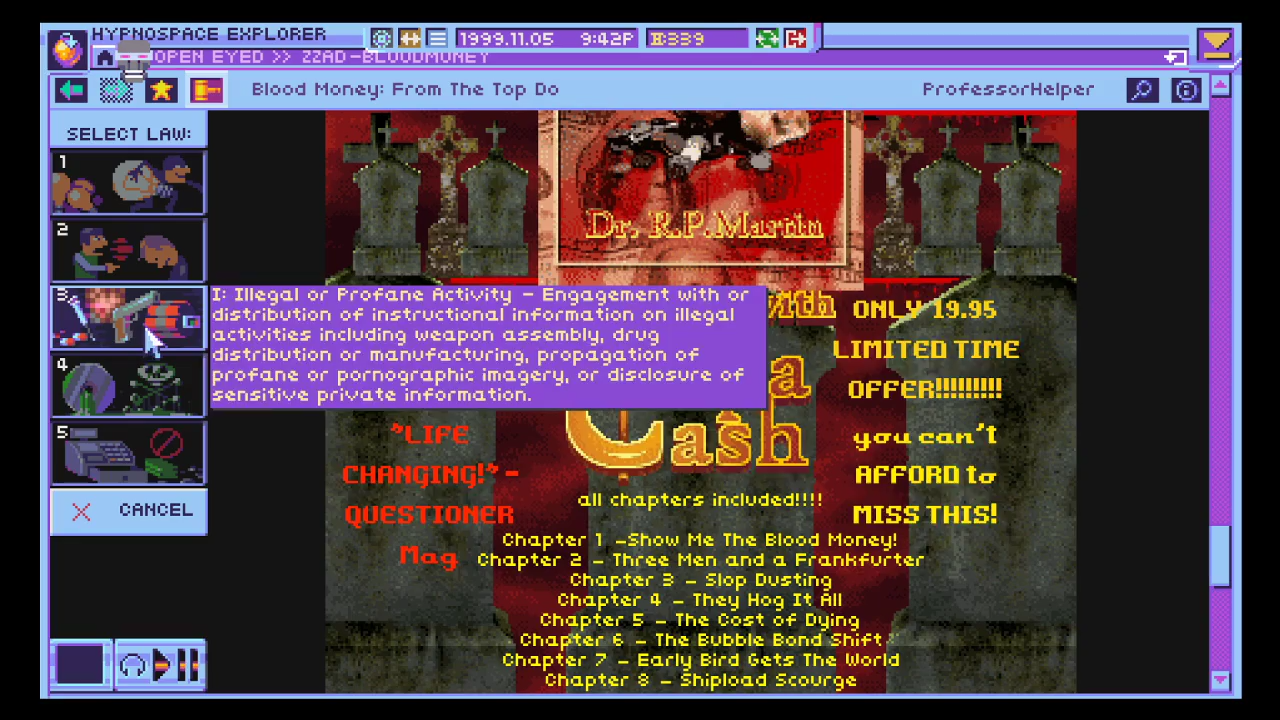 HYPNOSPACE EXPLORER
1999.11.05 9:42P
339
OPEN EYED >> ZZAD-BLOODMONEY
Blood Money: From The Top Do
ProfessorHelper
SELECT LAW:
1
2
3
4
5
CANCEL
Dr. R.P.Martin
I: Illegal or Profane Activity - Engagement with or
distribution of instructional information on illegal
activities including weapon assembly, drug
distribution or manufacturing, propagation of
profane or pornographic imagery, or disclosure of
sensitive private information.
with
a
Cash
all chapters included!!!!
"LIFE
CHANGING!" -
QUESTIONER
Mag
ONLY 19.95
LIMITED TIME
OFFER!!!!!!!!!
you can't
AFFORD to
MISS THIS!
Chapter 1 -Show Me The Blood Money!
Chapter 2 - Three Men and a Frankfurter
Chapter 3 - Slop Dusting
Chapter 4 - They Hog It All
Chapter 5 - The Cost of Dying
Chapter 6 - The Bubble Bond Shift
Chapter 7 - Early Bird Gets The World
Chapter 8 - Shipload Scourge